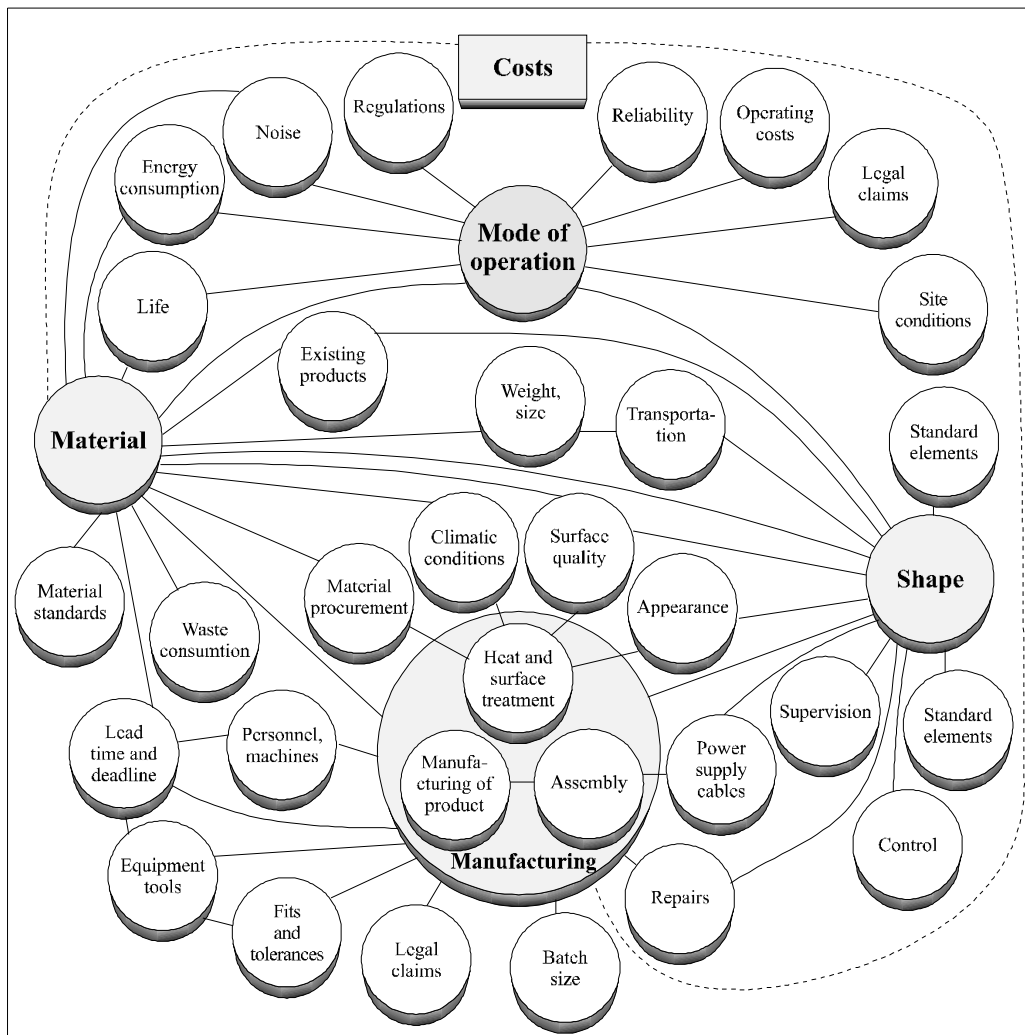 Costs
Regulations
Noise
Reliability
Operating
costs
Energy
consumption
Legal
claims
Mode of
operation
Life
Site
conditions
Existing
products
Weight,
size
Transporta-
tion
Material
Standard
elements
Climatic
conditions
Surface
quality
Shape
Material
standards
Material
procurement
Appearance
Waste
consumtion
Heat and
surface
treatment
Lead
time and
deadline
Personnel,
machines
Supervision
Standard
elements
Manufa-
cturing of
product
Assembly
Power
supply
cables
Manufacturing
Control
Equipment
tools
Repairs
Fits
and
tolerances
Legal
claims
Batch
size